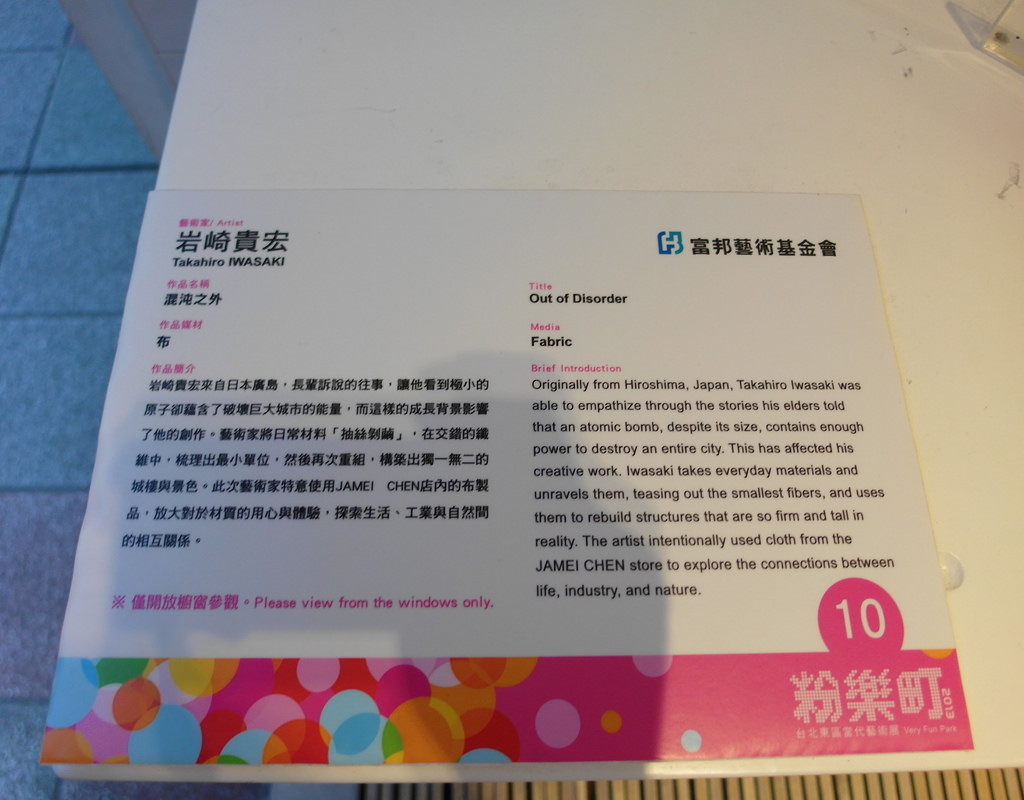 藝術家/ Artist
岩崎貴宏
Takahiro IWASAKI
富邦藝術基金會
作品名稱
混沌之外
Title
Out of Disorder
作品媒材
布
Media
Fabric
作品簡介
岩崎貴宏來自日本廣島，長輩訴說的往事，讓他看到極小的
原子卻蘊含了破壞巨大城市的能量，而這樣的成長背景影響
了他的創作。藝術家將日常材料「抽絲剝繭」，在交錯的纖
維中，梳理出最小單位，然後再次重組，構築出獨一無二的
城樓與景色。此次藝術家特意使用JAMEI CHEN店內的布製
品，放大對於材質的用心與體驗，探索生活、工業與自然間
的相互關係。
Brief Introduction
Originally from Hiroshima, Japan, Takahiro Iwasaki was
able to empathize through the stories his elders told
that an atomic bomb, despite its size, contains enough
power to destroy an entire city. This has affected his
creative work. Iwasaki takes everyday materials and
unravels them, teasing out the smallest fibers, and uses
them to rebuild structures that are so firm and tall in
reality. The artist intentionally used cloth from the
JAMEI CHEN store to explore the connections between
life, industry, and nature.
※ 僅開放櫥窗參觀。Please view from the windows only.
10
粉樂町 2013
台北東區當代藝術展 Very Fun Park